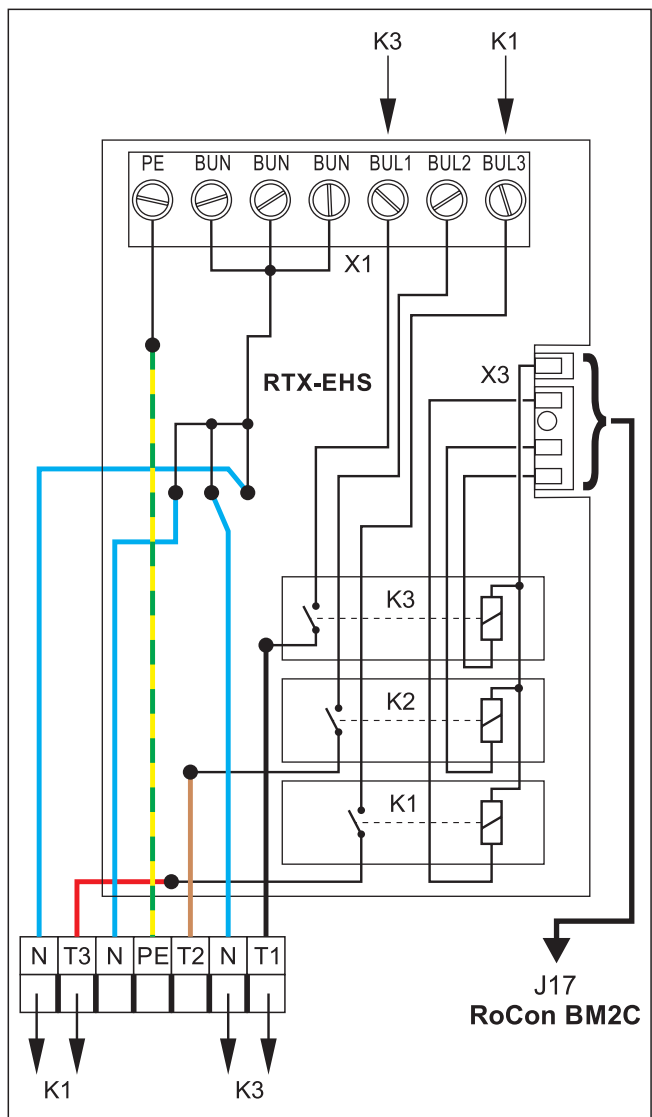 K3 K1
PE BUN BUN BUN BUL1 BUL2 BUL3
X1
X3
RTX-EHS
K3
K2
K1
N T3 N PE T2 N T1
J17
RoCon BM2C
K1 K3